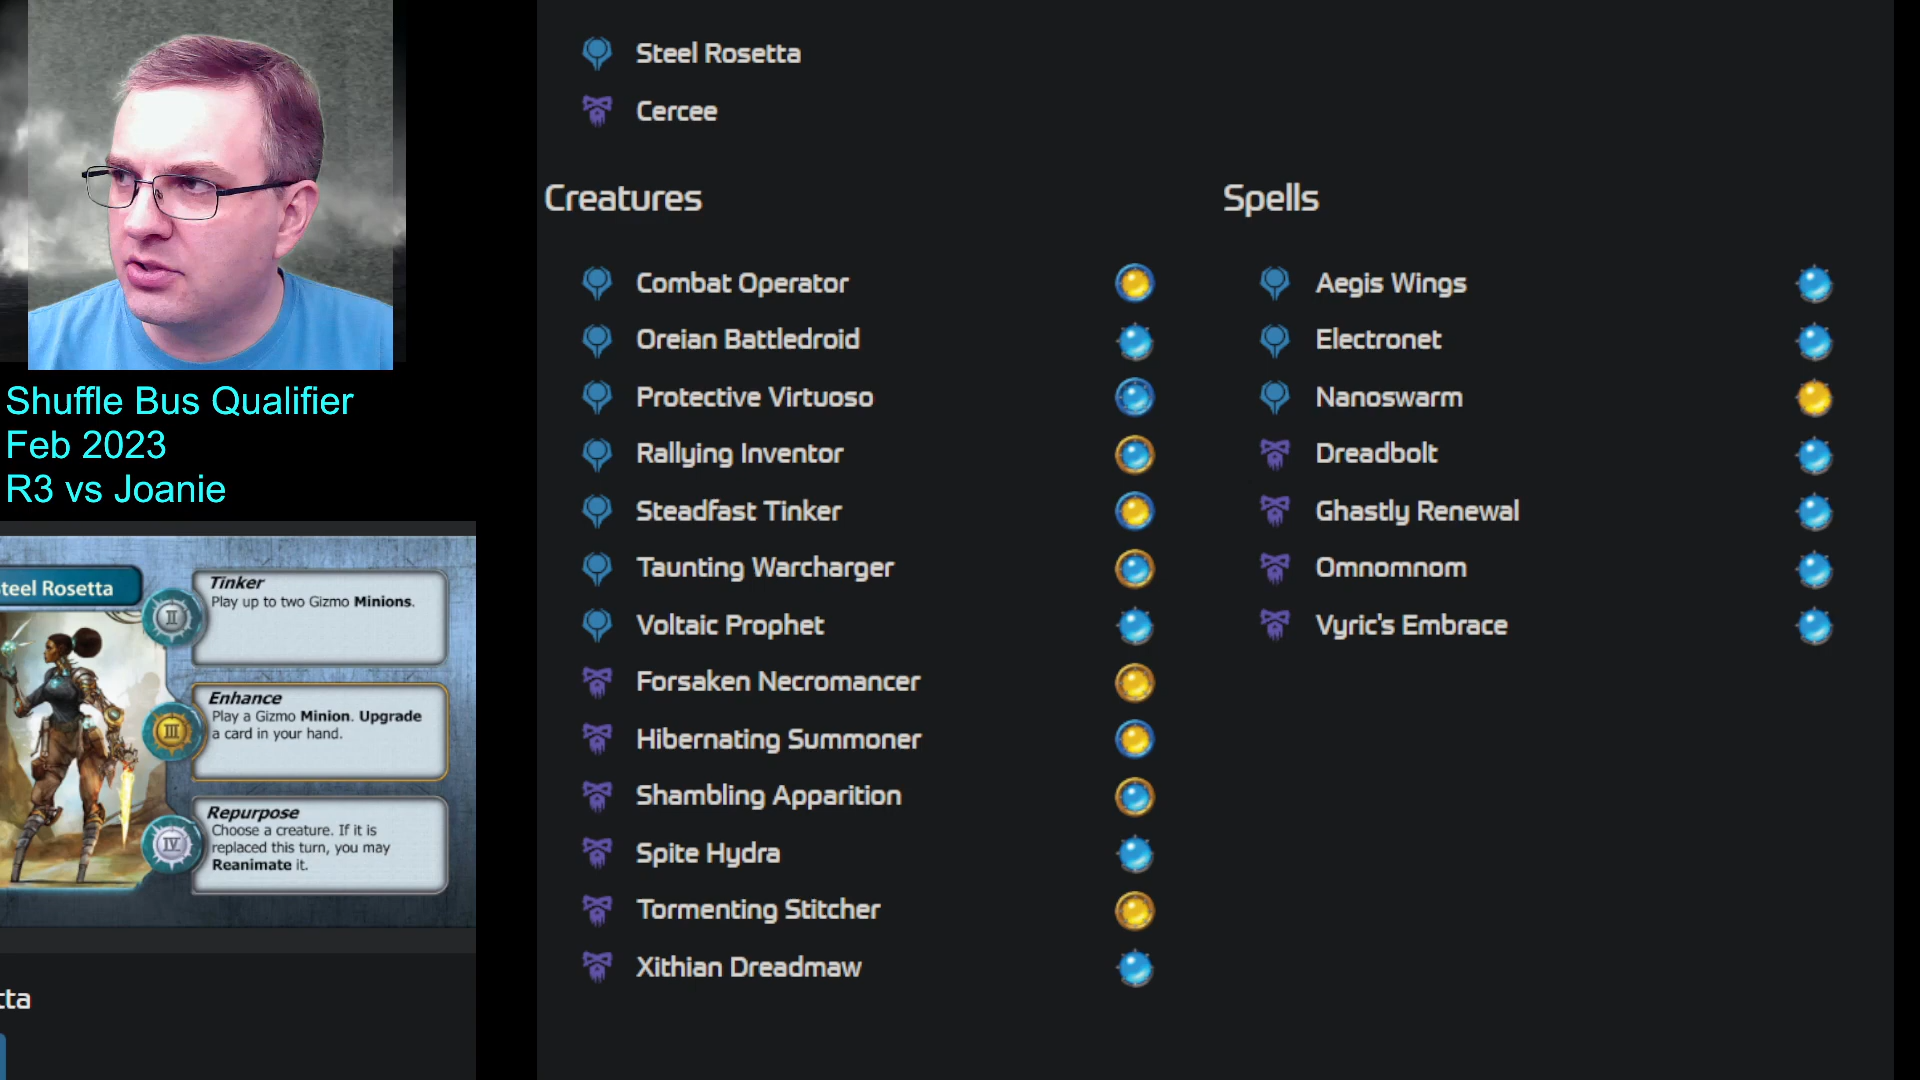 Steel Rosetta
Cercee
Creatures
Spells
Combat Operator
Oreian Battledroid
Protective Virtuoso
Rallying Inventor
Steadfast Tinker
Taunting Warcharger
Voltaic Prophet
Forsaken Necromancer
Hibernating Summoner
Shambling Apparition
Spite Hydra
Tormenting Stitcher
Xithian Dreadmaw
Aegis Wings
Electronet
Nanoswarm
Dreadbolt
Ghastly Renewal
Omnomnom
Vyric's Embrace
Shuffle Bus Qualifier
Feb 2023
R3 vs Joanie
teel Rosetta
II
Tinker
Play up to two Gizmo Minions.
III
Enhance
Play a Gizmo Minion. Upgrade
a card in your hand.
IV
Repurpose
Choose a creature. If it is
replaced this turn, you may
Reanimate it.
tta